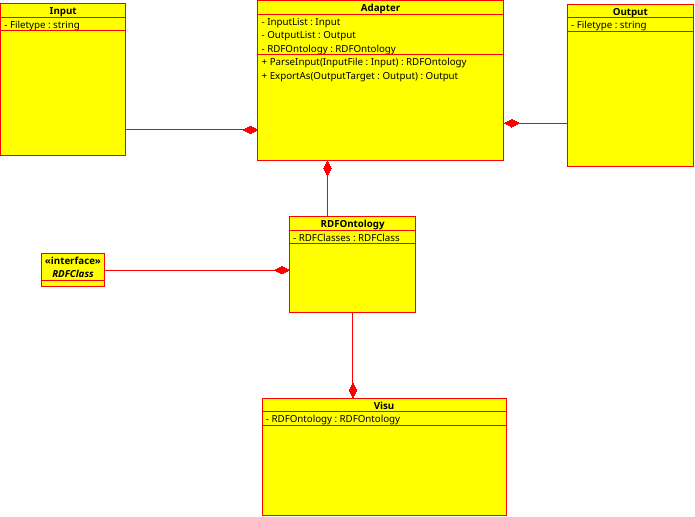 Input
- Filetype : string
Adapter
- InputList : Input
- OutputList : Output
- RDFOntology : RDFOntology
+ ParseInput(InputFile : Input) : RDFOntology
+ ExportAs(OutputTarget : Output) : Output
Output
- Filetype : string
RDFOntology
- RDFClasses : RDFClass
«interface»
RDFClass
Visu
- RDFOntology : RDFOntology